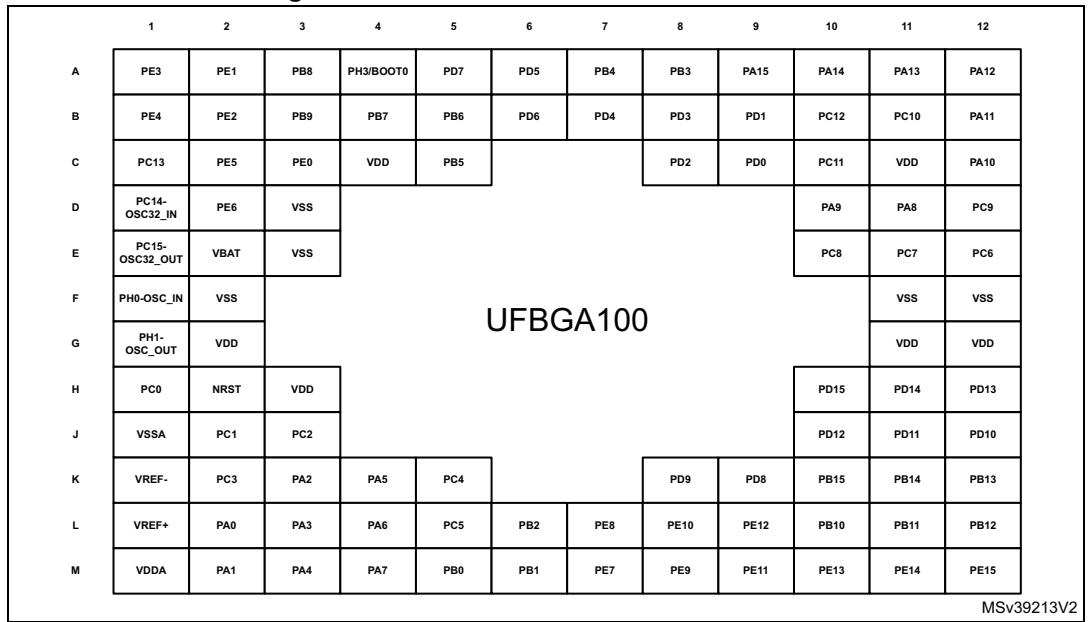 1 2 3 4 5 6 7 8 9 10 11 12
A PE3 PE1 PB8 PH3/BOOT0 PD7 PD5 PB4 PB3 PA15 PA14 PA13 PA12
B PE4 PE2 PB9 PB7 PB6 PD6 PD4 PD3 PD1 PC12 PC10 PA11
C PC13 PE5 PE0 VDD PB5 PD2 PD0 PC11 VDD PA10
D PC14-OSC32_IN PE6 VSS PA9 PA8 PC9
E PC15-OSC32_OUT VBAT VSS PC8 PC7 PC6
F PH0-OSC_IN VSS VSS VSS
UFBGA100
G PH1-OSC_OUT VDD VDD VDD
H PC0 NRST VDD PD15 PD14 PD13
J VSSA PC1 PC2 PD12 PD11 PD10
K VREF- PC3 PA2 PA5 PC4 PD9 PD8 PB15 PB14 PB13
L VREF+ PA0 PA3 PA6 PC5 PB2 PE8 PE10 PE12 PB10 PB11 PB12
M VDDA PA1 PA4 PA7 PB0 PB1 PE7 PE9 PE11 PE13 PE14 PE15
MSv39213V2